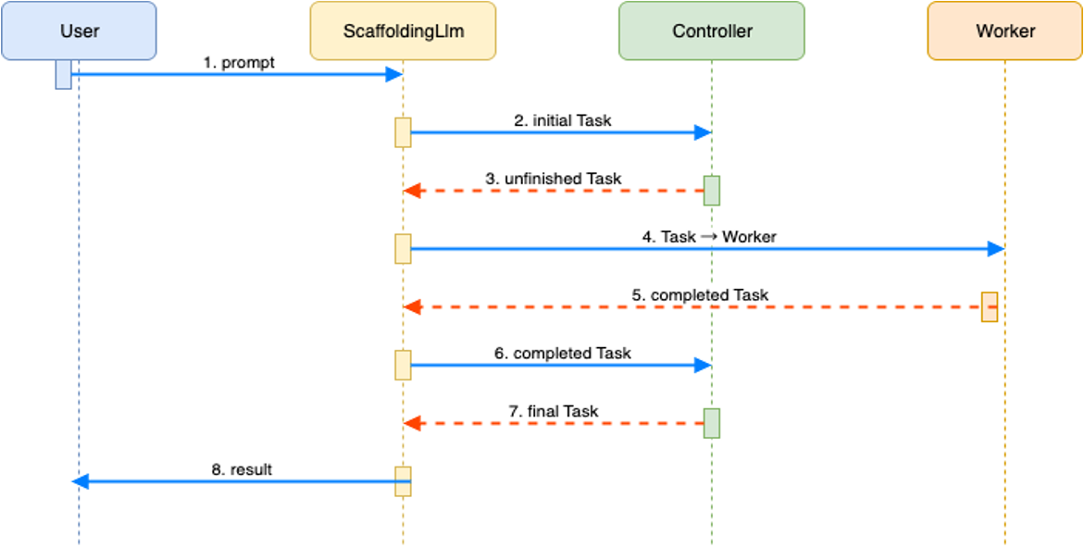 User
ScaffoldingLlm
Controller
Worker
1. prompt
2. initial Task
3. unfinished Task
4. Task → Worker
5. completed Task
6. completed Task
7. final Task
8. result